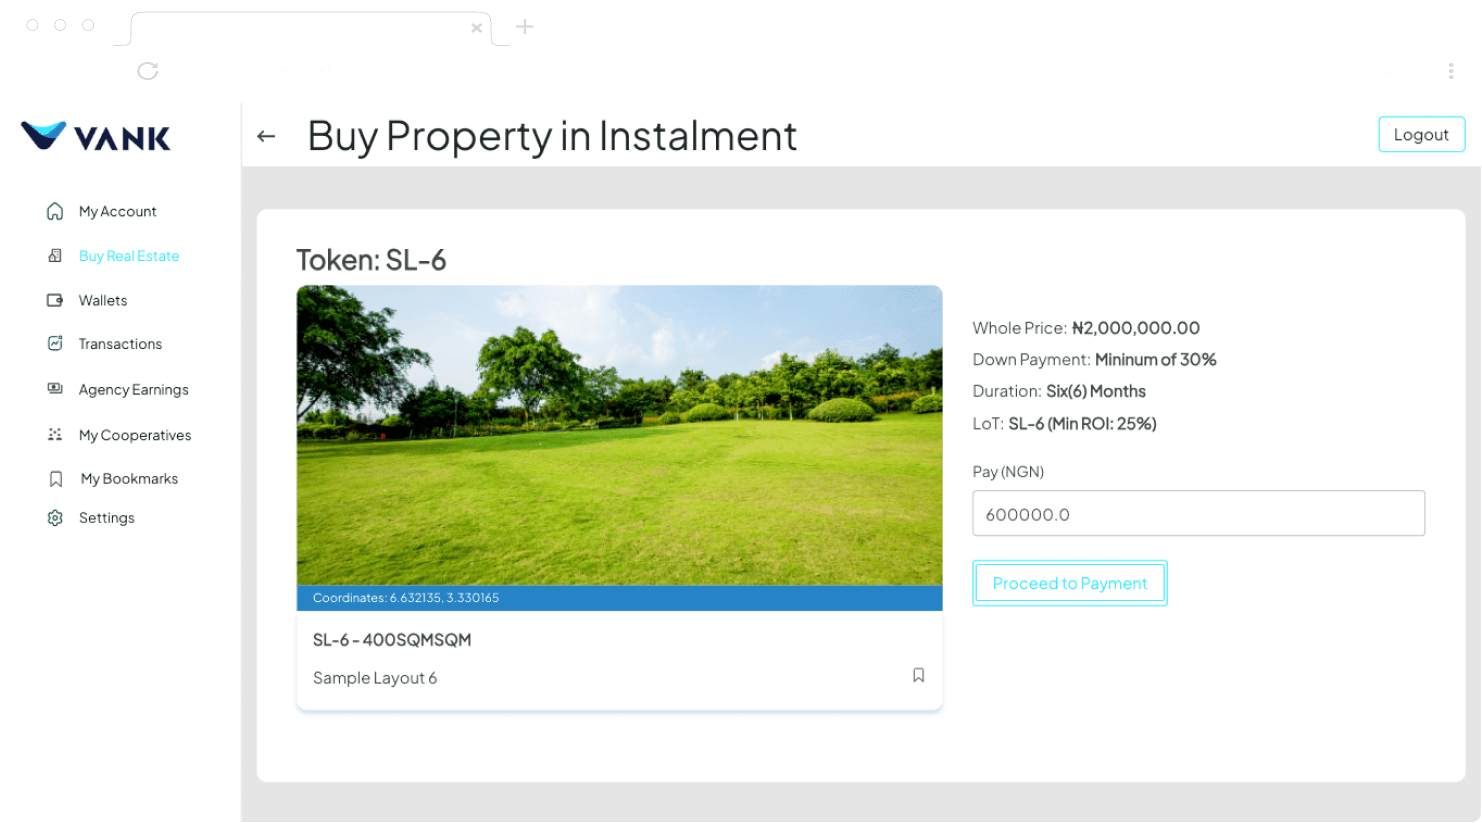 VANK
Buy Property in Instalment
Logout
My Account
Buy Real Estate
Wallets
Transactions
Agency Earnings
My Cooperatives
My Bookmarks
Settings
Token: SL-6
Coordinates: 6.632135, 3.330165
SL-6 - 400SQMSQM
Sample Layout 6
Whole Price: ₦2,000,000.00
Down Payment: Mininum of 30%
Duration: Six(6) Months
LoT: SL-6 (Min ROI: 25%)
Pay (NGN)
600000.0
Proceed to Payment